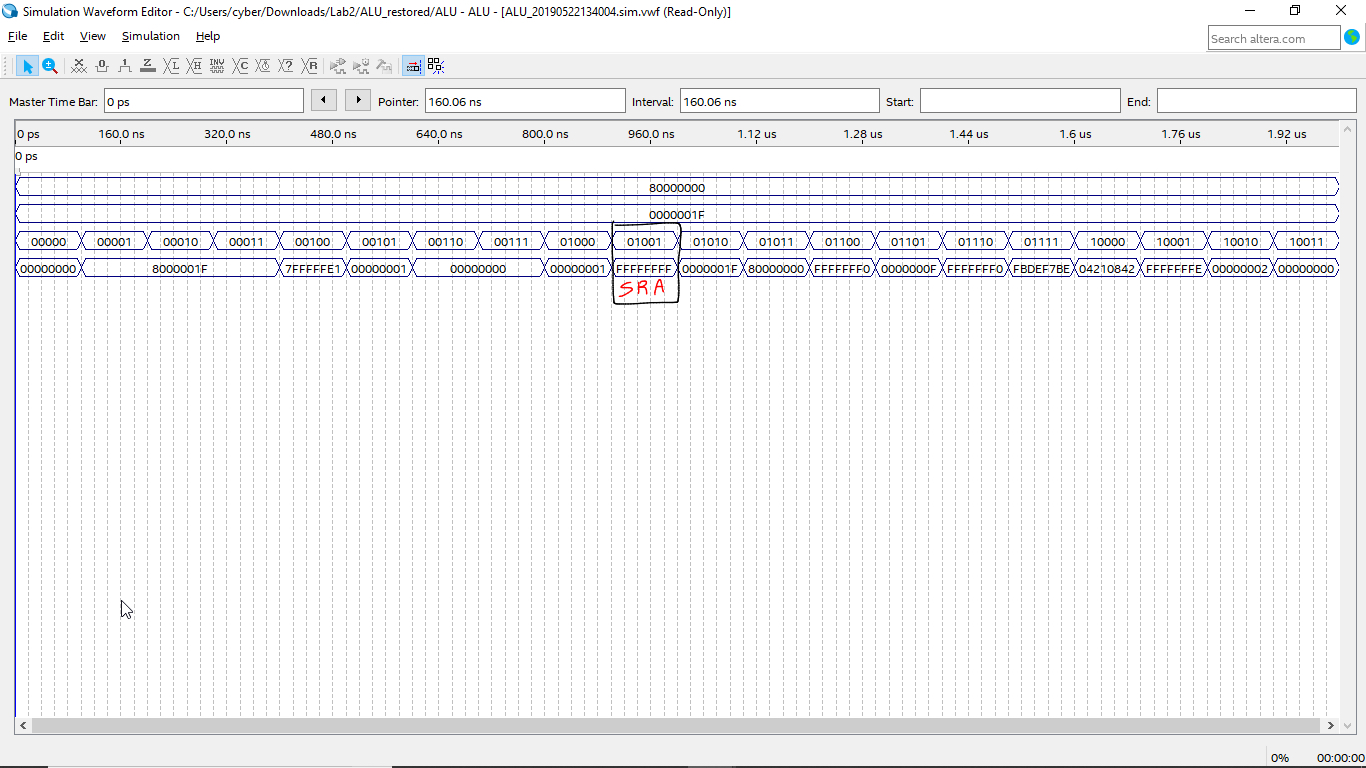 Simulation Waveform Editor - C:/Users/cyber/Downloads/Lab2/ALU_restored/ALU - ALU - [ALU_20190522134004.sim.vwf (Read-Only)]
File Edit View Simulation Help
Search altera.com
Master Time Bar: 0 ps Pointer: 160.06 ns Interval: 160.06 ns Start: End:
0 ps 160.0 ns 320.0 ns 480.0 ns 640.0 ns 800.0 ns 960.0 ns 1.12 us 1.28 us 1.44 us 1.6 us 1.76 us 1.92 us
0 ps
80000000
0000001F
00000 00001 00010 00011 00100 00101 00110 00111 01000 01001 01010 01011 01100 01101 01110 01111 10000 10001 10010 10011
00000000 8000001F 7FFFFFE1 00000001 00000000 00000001 FFFFFFFF 0000001F 80000000 FFFFFFF0 0000000F FFFFFFF0 FBDEF7BE 04210842 FFFFFFFE 00000002 00000000
SRA
0% 00:00:00